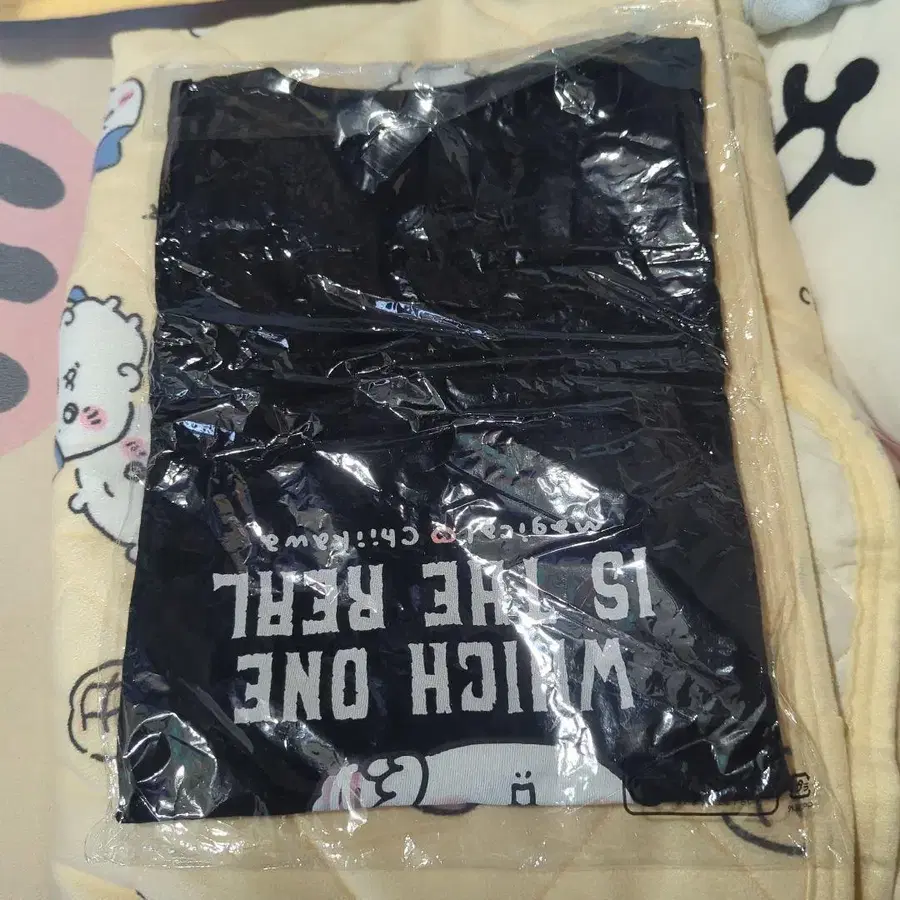 WHICH ONE
IS THE REAL
magical Chiikawa